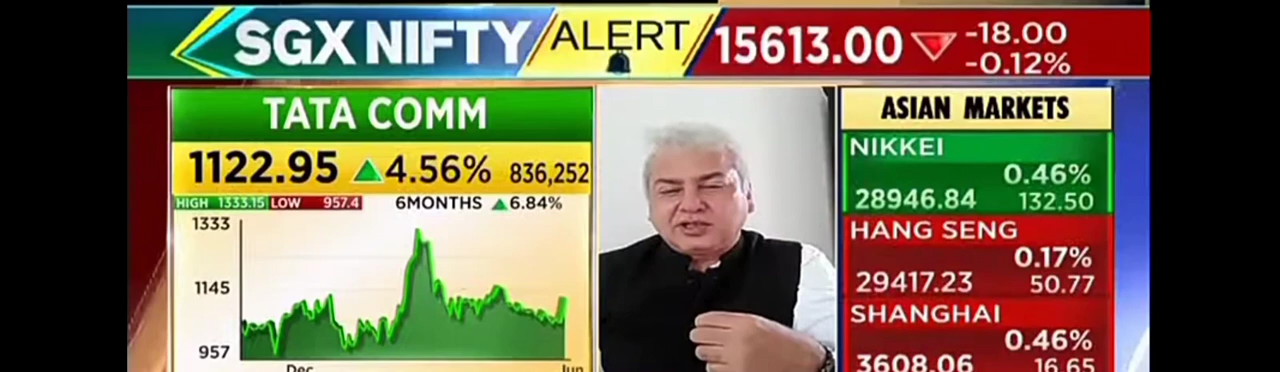 SGX NIFTY ALERT 15613.00 -18.00
-0.12%
TATA COMM
1122.95 4.56% 836,252
HIGH 1333.15 LOW 957.4 6MONTHS 6.84%
1333
1145
957
Dec Jun
ASIAN MARKETS
NIKKEI
0.46%
28946.84 132.50
HANG SENG
0.17%
29417.23 50.77
SHANGHAI
0.46%
3608.06 16.65